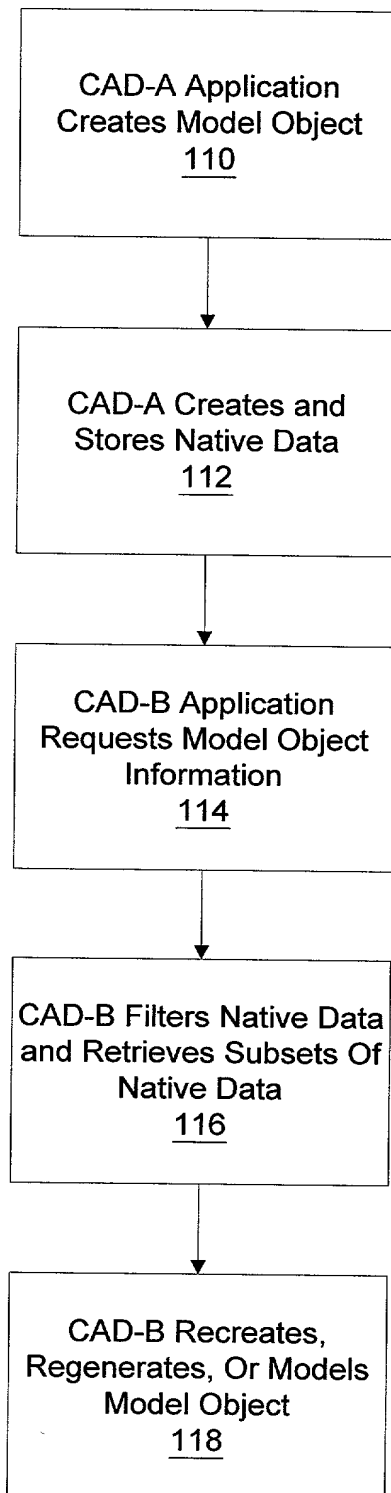 CAD-A Application
Creates Model Object
110
CAD-A Creates and
Stores Native Data
112
CAD-B Application
Requests Model Object
Information
114
CAD-B Filters Native Data
and Retrieves Subsets Of
Native Data
116
CAD-B Recreates,
Regenerates, Or Models
Model Object
118